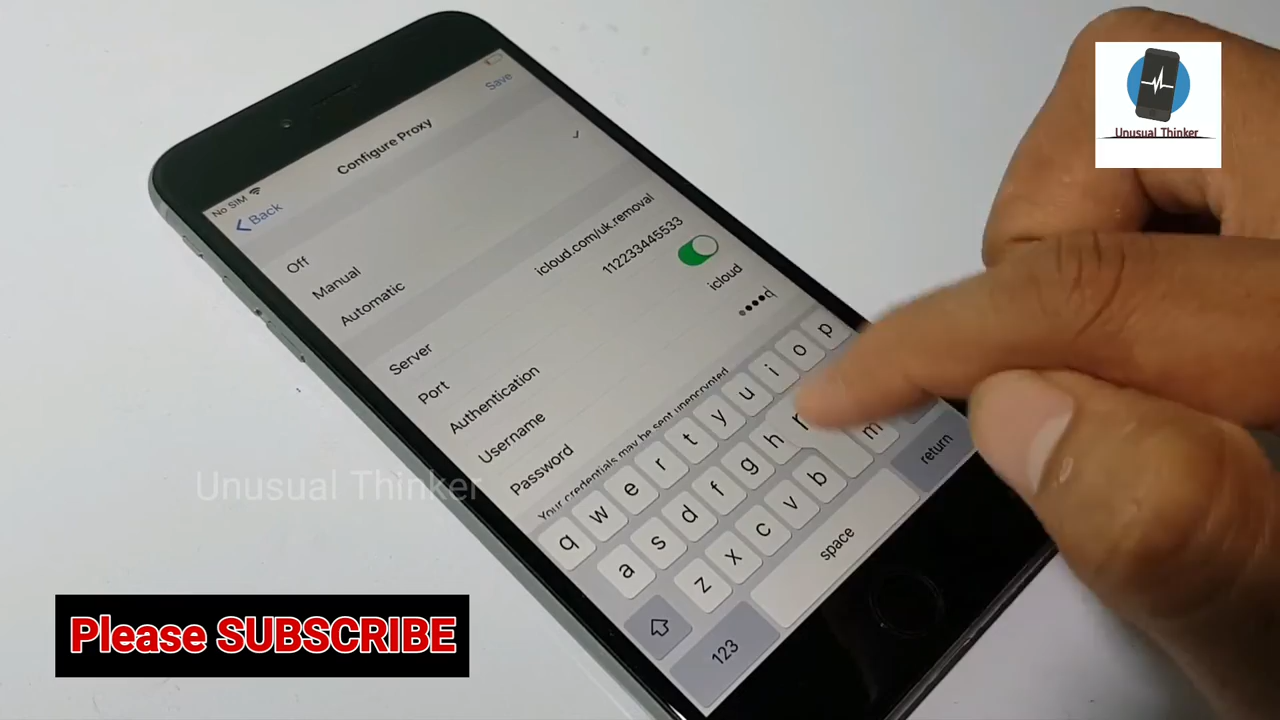 Unusual Thinker
No SIM
Back
Configure Proxy
Save
Off
Manual
Automatic
Server icloud.com/uk.removal
Port 112233445533
Authentication
Username icloud
Password
Your credentials may be sent unencrypted
q w e r t y u i o p
a s d f g h
z x c v b m
123 space return
Unusual Thinker
Please SUBSCRIBE